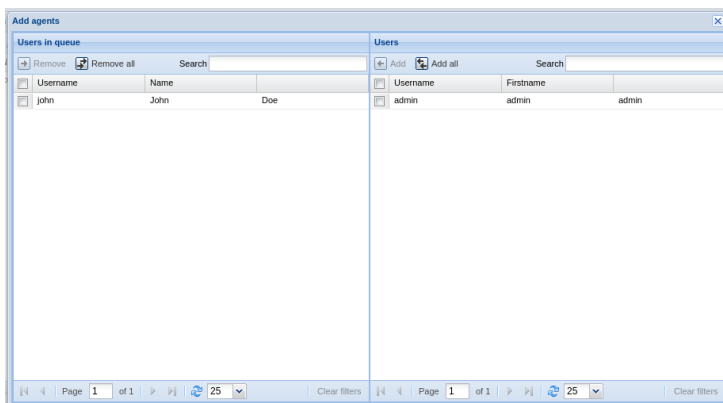 Add agents
Users in queue
Remove Remove all Search
Username Name
john John Doe
Page 1 of 1 25 Clear filters
Users
Add Add all Search
Username Firstname
admin admin admin
Page 1 of 1 25 Clear filters